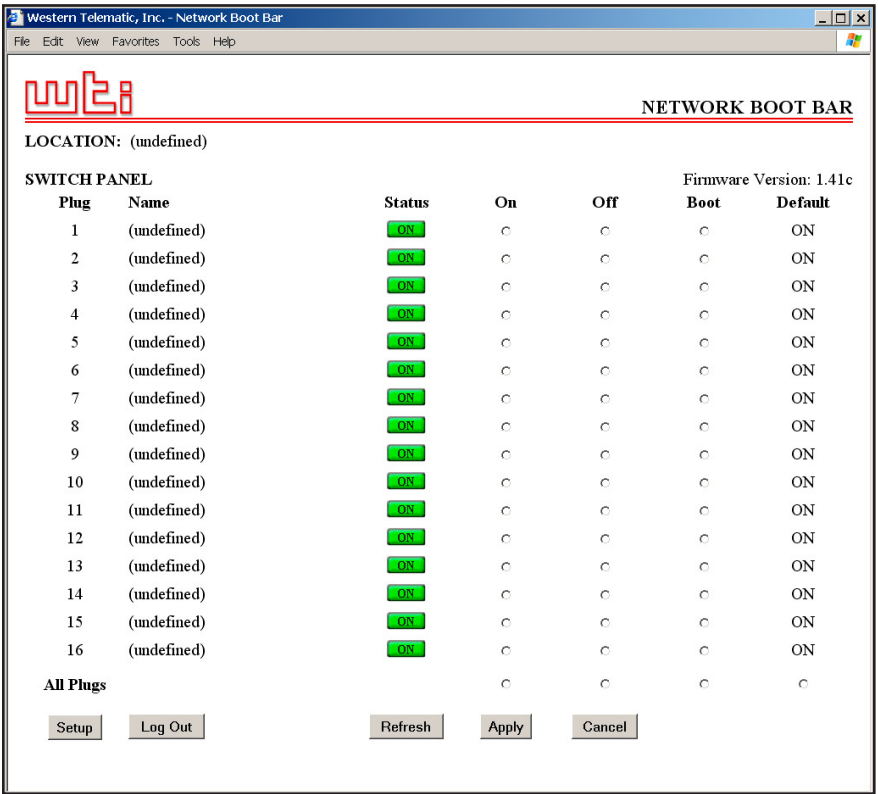 Western Telematic, Inc. - Network Boot Bar
File Edit View Favorites Tools Help
wti
NETWORK BOOT BAR
LOCATION: (undefined)
SWITCH PANEL Firmware Version: 1.41c
Plug Name Status On Off Boot Default
1 (undefined) ON ON
2 (undefined) ON ON
3 (undefined) ON ON
4 (undefined) ON ON
5 (undefined) ON ON
6 (undefined) ON ON
7 (undefined) ON ON
8 (undefined) ON ON
9 (undefined) ON ON
10 (undefined) ON ON
11 (undefined) ON ON
12 (undefined) ON ON
13 (undefined) ON ON
14 (undefined) ON ON
15 (undefined) ON ON
16 (undefined) ON ON
All Plugs
Setup Log Out Refresh Apply Cancel